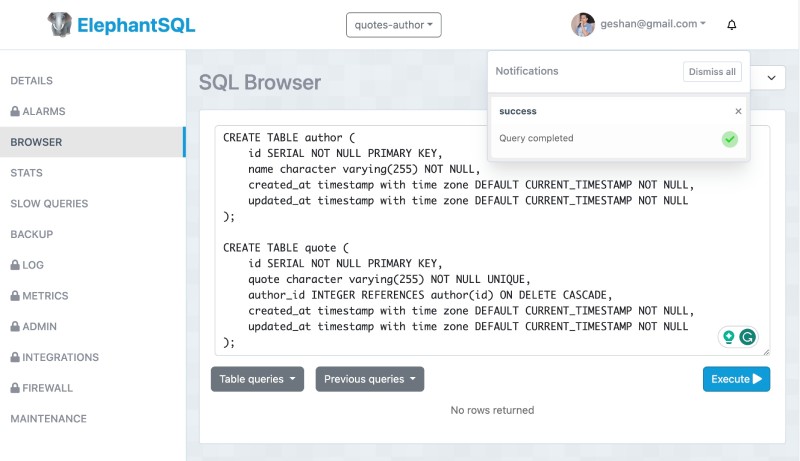 ElephantSQL
quotes-author
geshan@gmail.com
DETAILS
ALARMS
BROWSER
STATS
SLOW QUERIES
BACKUP
LOG
METRICS
ADMIN
INTEGRATIONS
FIREWALL
MAINTENANCE
SQL Browser
Notifications
Dismiss all
success
×
Query completed
CREATE TABLE author (
    id SERIAL NOT NULL PRIMARY KEY,
    name character varying(255) NOT NULL,
    created_at timestamp with time zone DEFAULT CURRENT_TIMESTAMP NOT NULL,
    updated_at timestamp with time zone DEFAULT CURRENT_TIMESTAMP NOT NULL
);

CREATE TABLE quote (
    id SERIAL NOT NULL PRIMARY KEY,
    quote character varying(255) NOT NULL UNIQUE,
    author_id INTEGER REFERENCES author(id) ON DELETE CASCADE,
    created_at timestamp with time zone DEFAULT CURRENT_TIMESTAMP NOT NULL,
    updated_at timestamp with time zone DEFAULT CURRENT_TIMESTAMP NOT NULL
);
Table queries
Previous queries
Execute
No rows returned